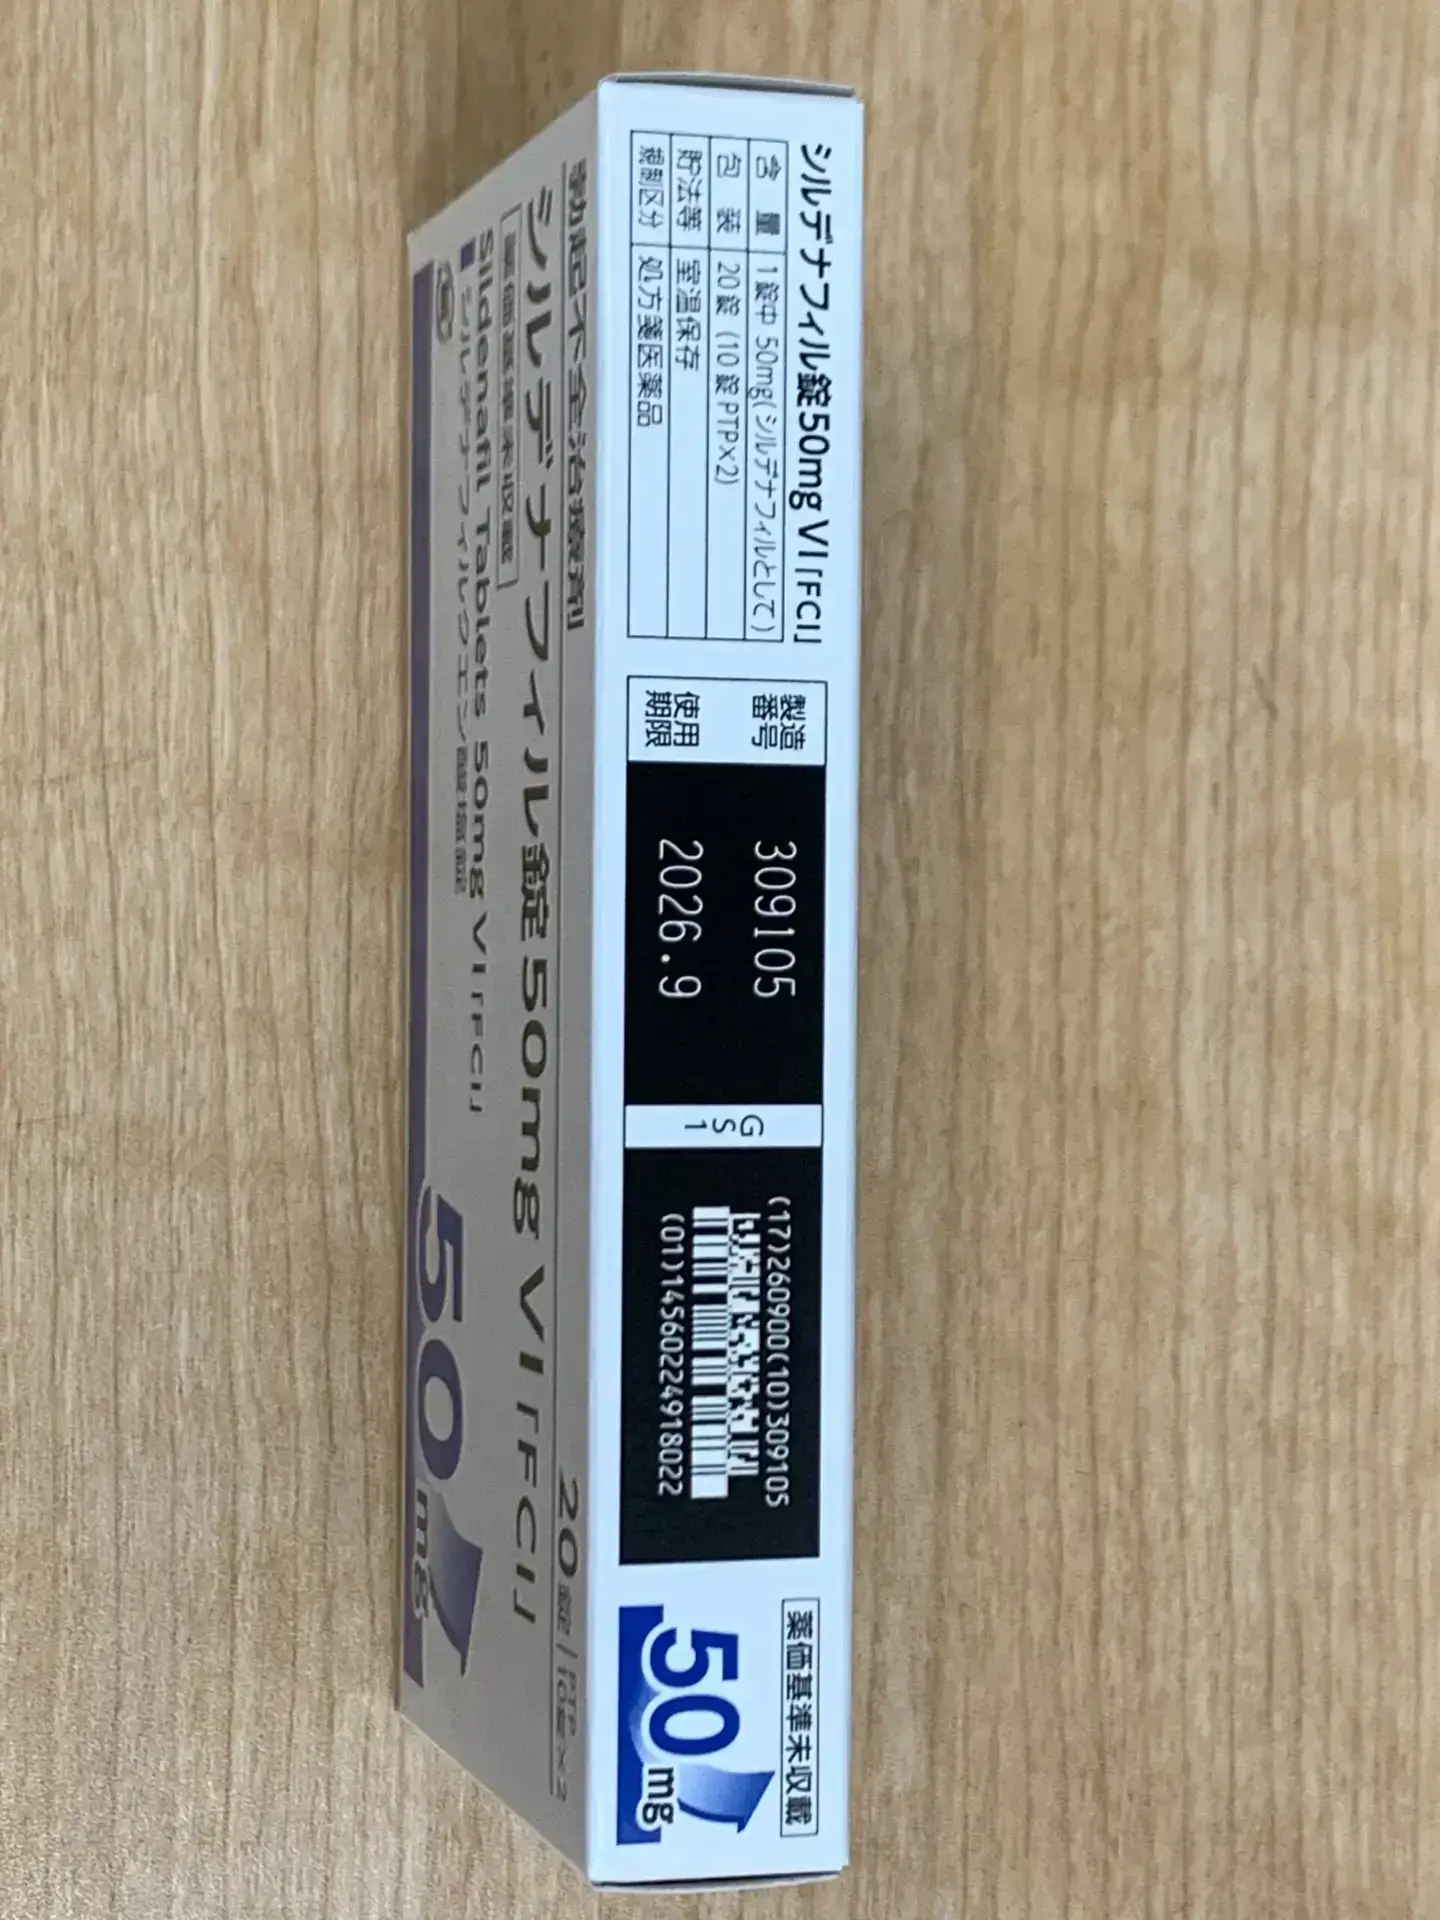 シルデナフィル錠50mg VI「FCI」
含量 1錠中 50mg(シルデナフィルとして)
包装 20錠 (10錠PTP×2)
貯法等 室温保存
規制区分 処方箋医薬品
製造番号 309105
使用期限 2026.9
GS1
(17)260900(10)309105
(01)14560224918022
薬価基準未収載
50mg
勃起不全治療剤
シルデナフィル錠50mg VI「FCI」
薬価基準未収載
Sildenafil Tablets 50mg VI「FCI」
シルデナフィルクエン酸塩錠
20錠 PTP 10錠×2
50mg